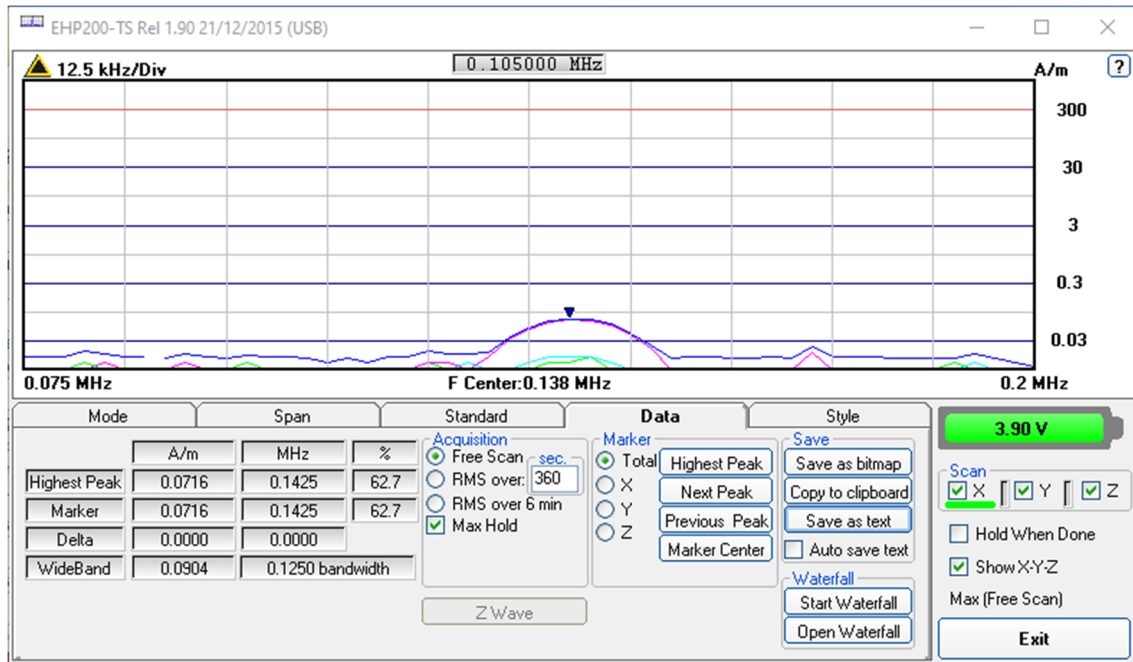 EHP200-TS Rel 1.90 21/12/2015 (USB)
12.5 kHz/Div
0.105000 MHz
A/m
?
300
30
3
0.3
0.03
0.075 MHz
F Center:0.138 MHz
0.2 MHz
Mode Span Standard Data Style
A/m MHz %
Highest Peak 0.0716 0.1425 62.7
Marker 0.0716 0.1425 62.7
Delta 0.0000 0.0000
WideBand 0.0904 0.1250 bandwidth
Acquisition
Free Scan
sec.
RMS over: 360
RMS over 6 min
Max Hold
Z Wave
Marker
Total
X
Y
Z
Highest Peak
Next Peak
Previous Peak
Marker Center
Save
Save as bitmap
Copy to clipboard
Save as text
Auto save text
Waterfall
Start Waterfall
Open Waterfall
3.90 V
Scan
X Y Z
Hold When Done
Show X-Y-Z
Max (Free Scan)
Exit